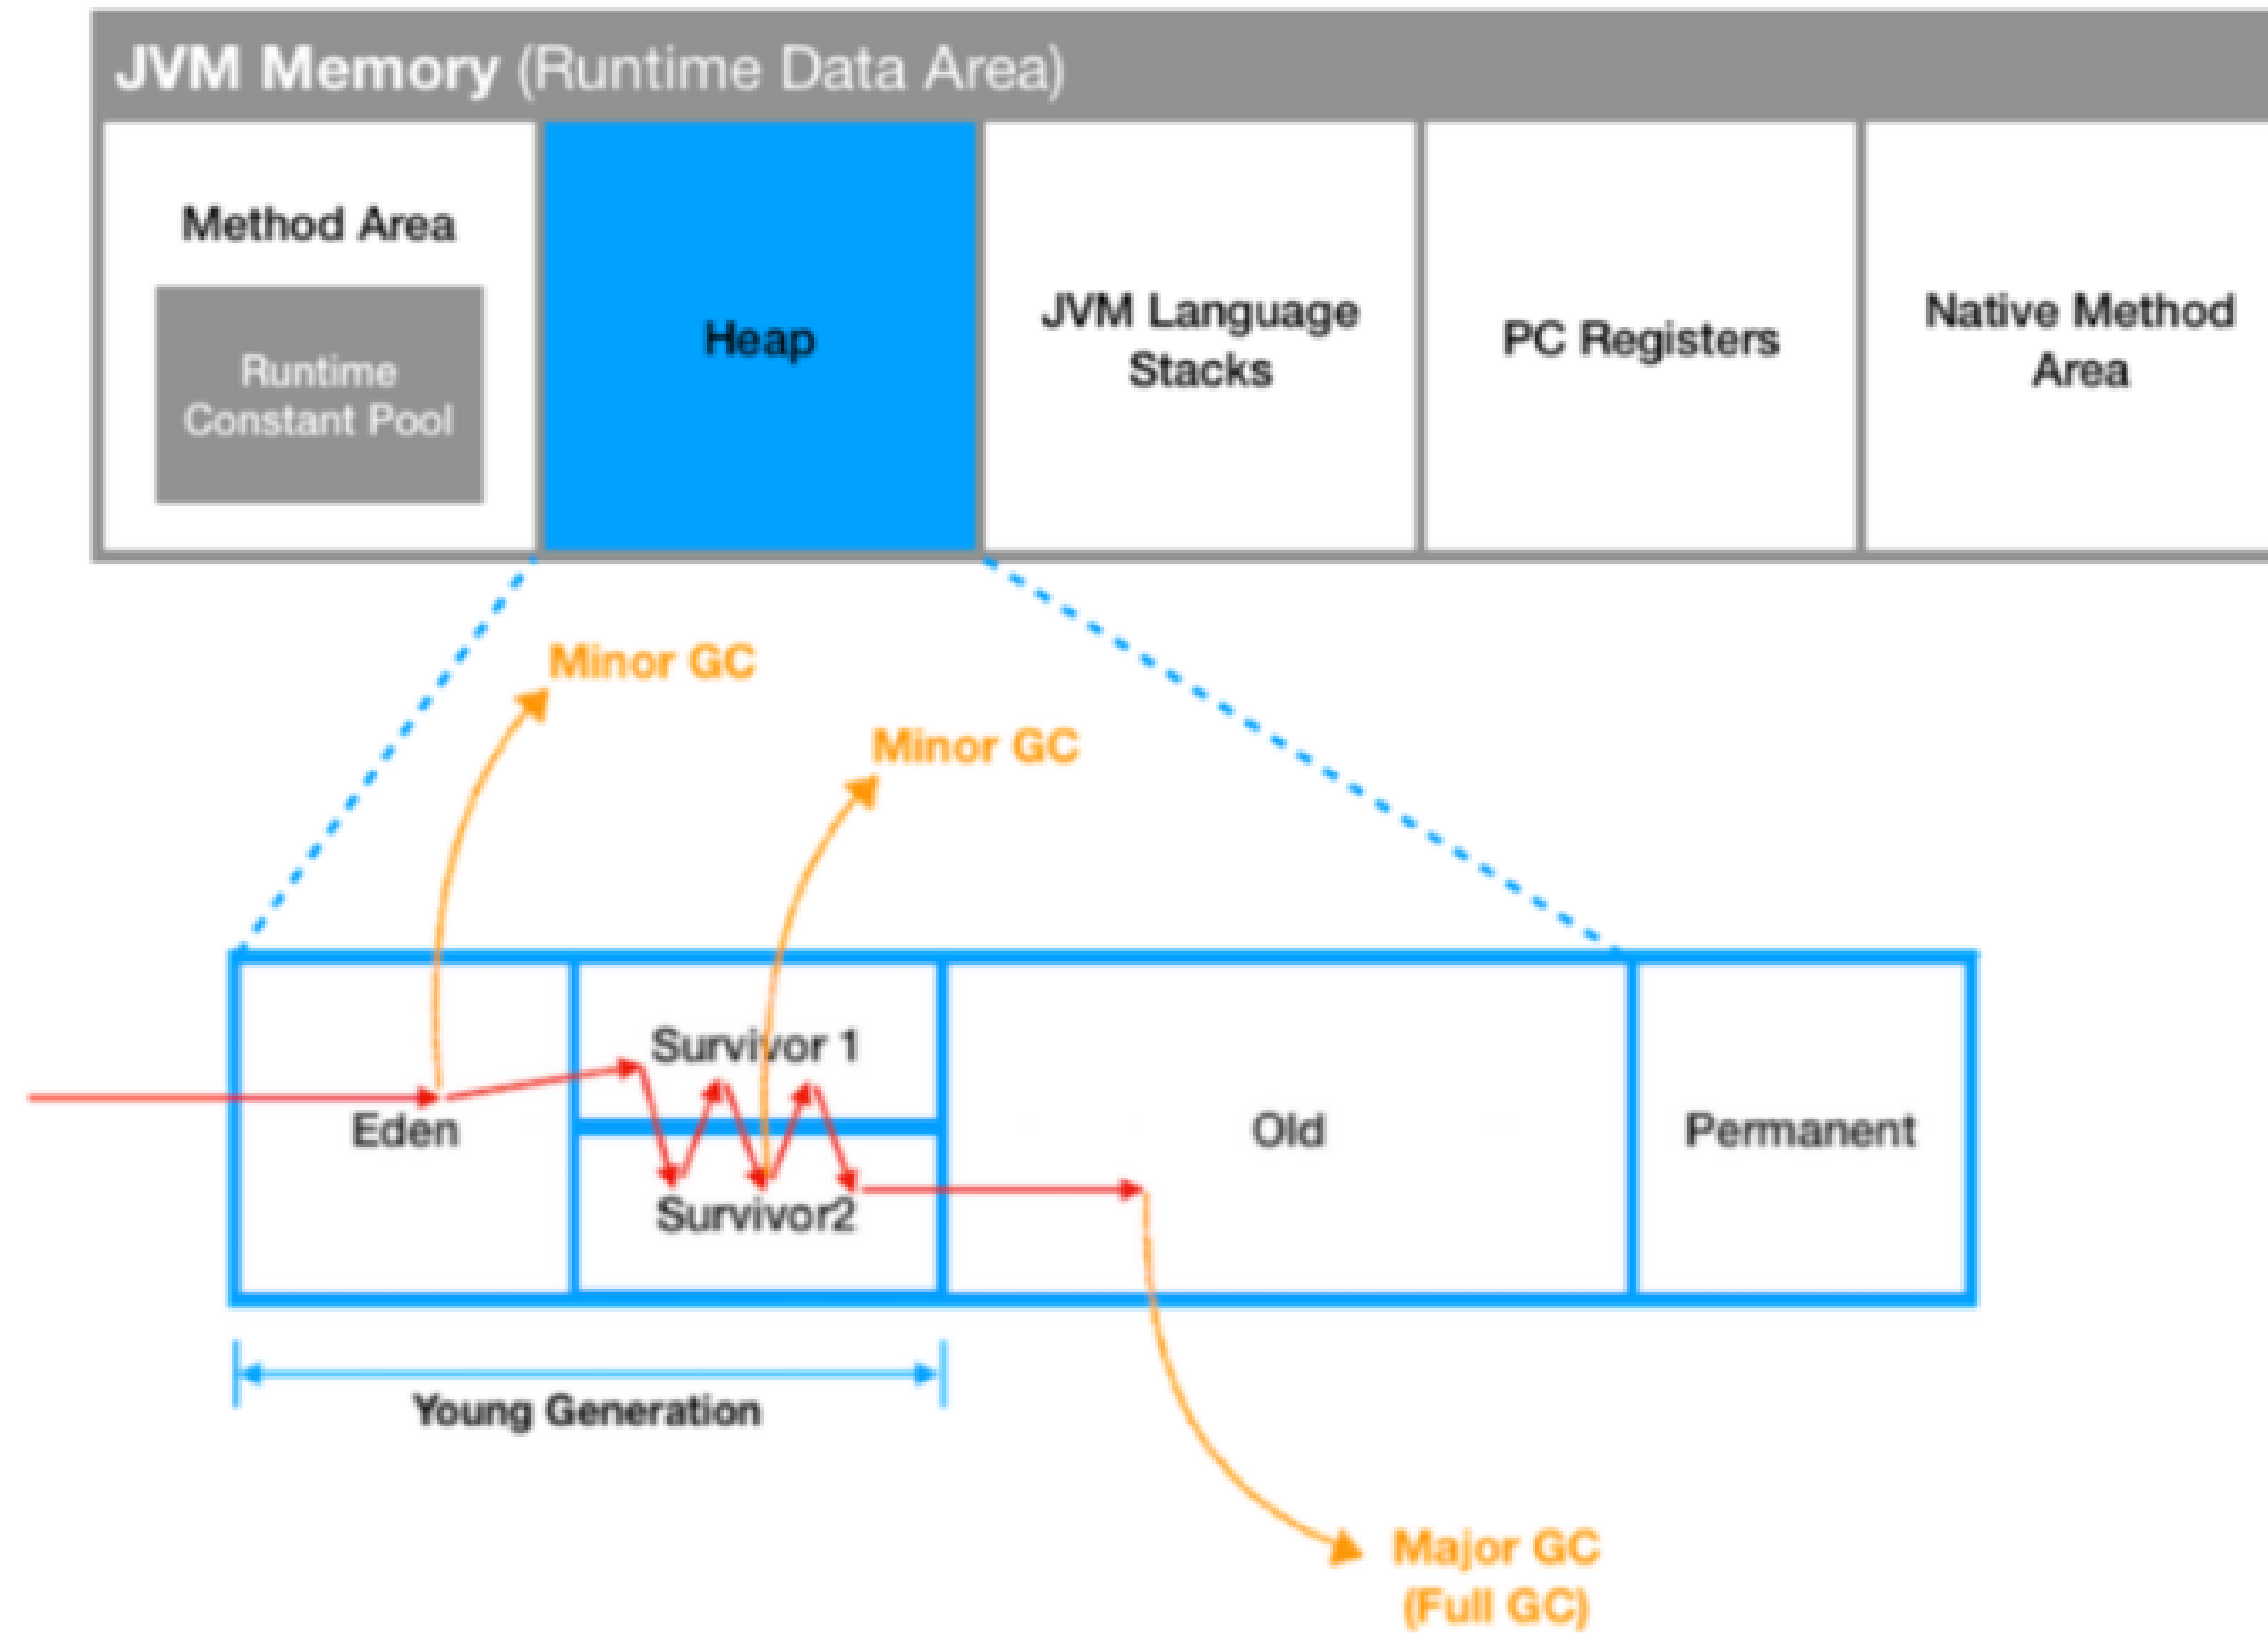 JVM Memory (Runtime Data Area)
Method Area
Runtime
Constant Pool
Heap
JVM Language
Stacks
PC Registers
Native Method
Area
Minor GC
Minor GC
Eden
Survivor 1
Survivor2
Old
Permanent
Young Generation
Major GC
(Full GC)